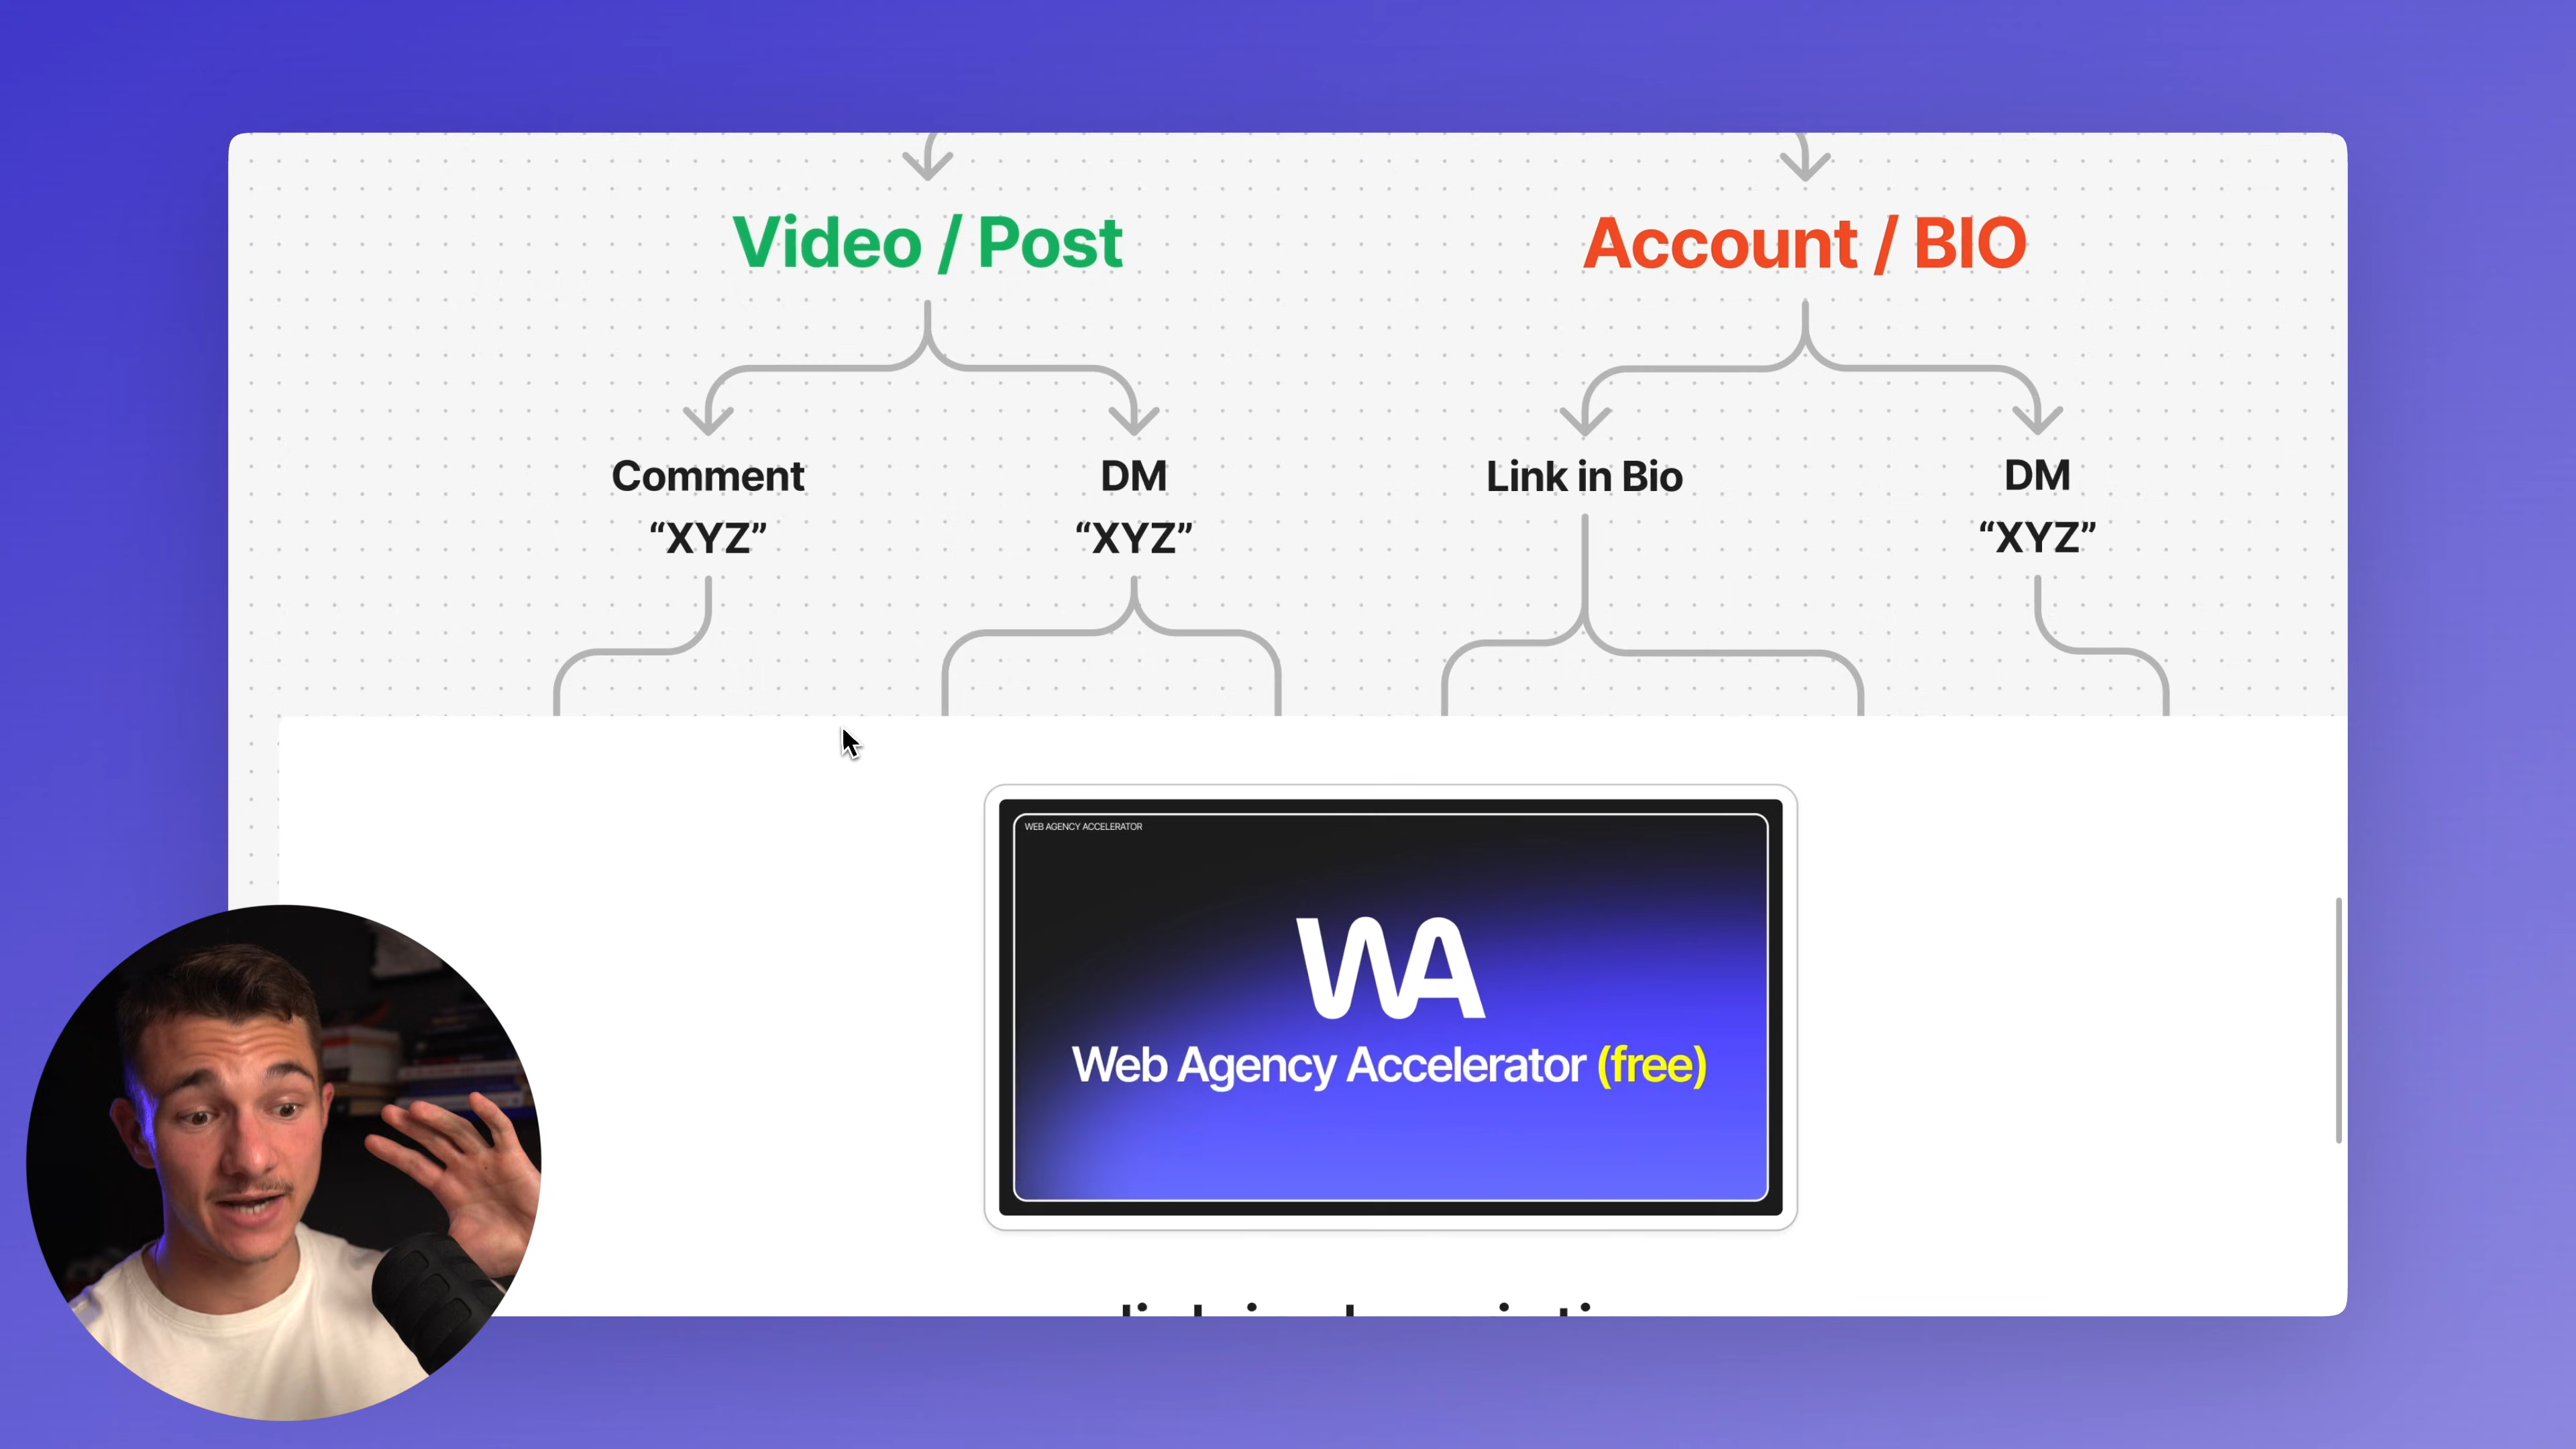 Video / Post
Account / BIO
Comment
“XYZ”
DM
“XYZ”
Link in Bio
DM
“XYZ”
WEB AGENCY ACCELERATOR
WA
Web Agency Accelerator (free)